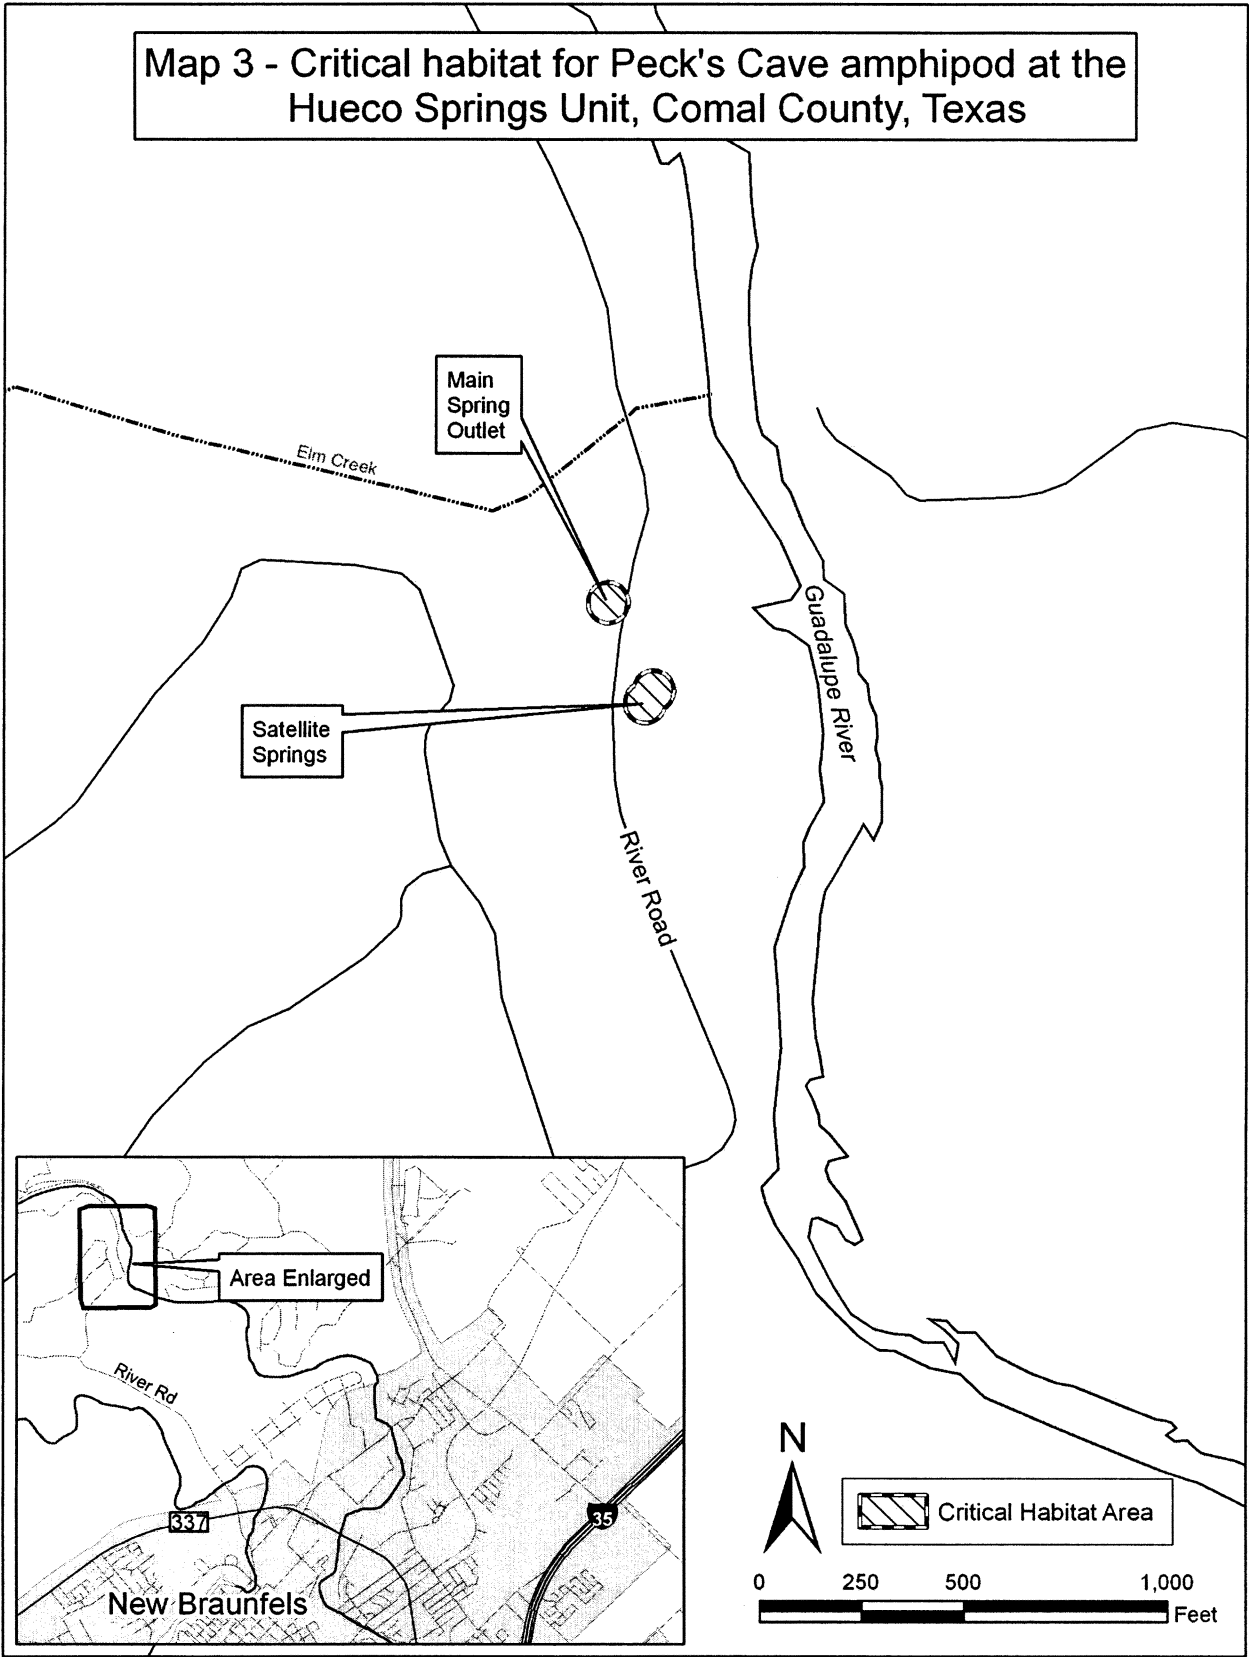 Map 3 - Critical habitat for Peck's Cave amphipod at the
Hueco Springs Unit, Comal County, Texas
Main
Spring
Outlet
Elm Creek
Guadalupe River
Satellite
Springs
River Road
Area Enlarged
River Rd
337
35
New Braunfels
N
Critical Habitat Area
0 250 500 1,000
Feet